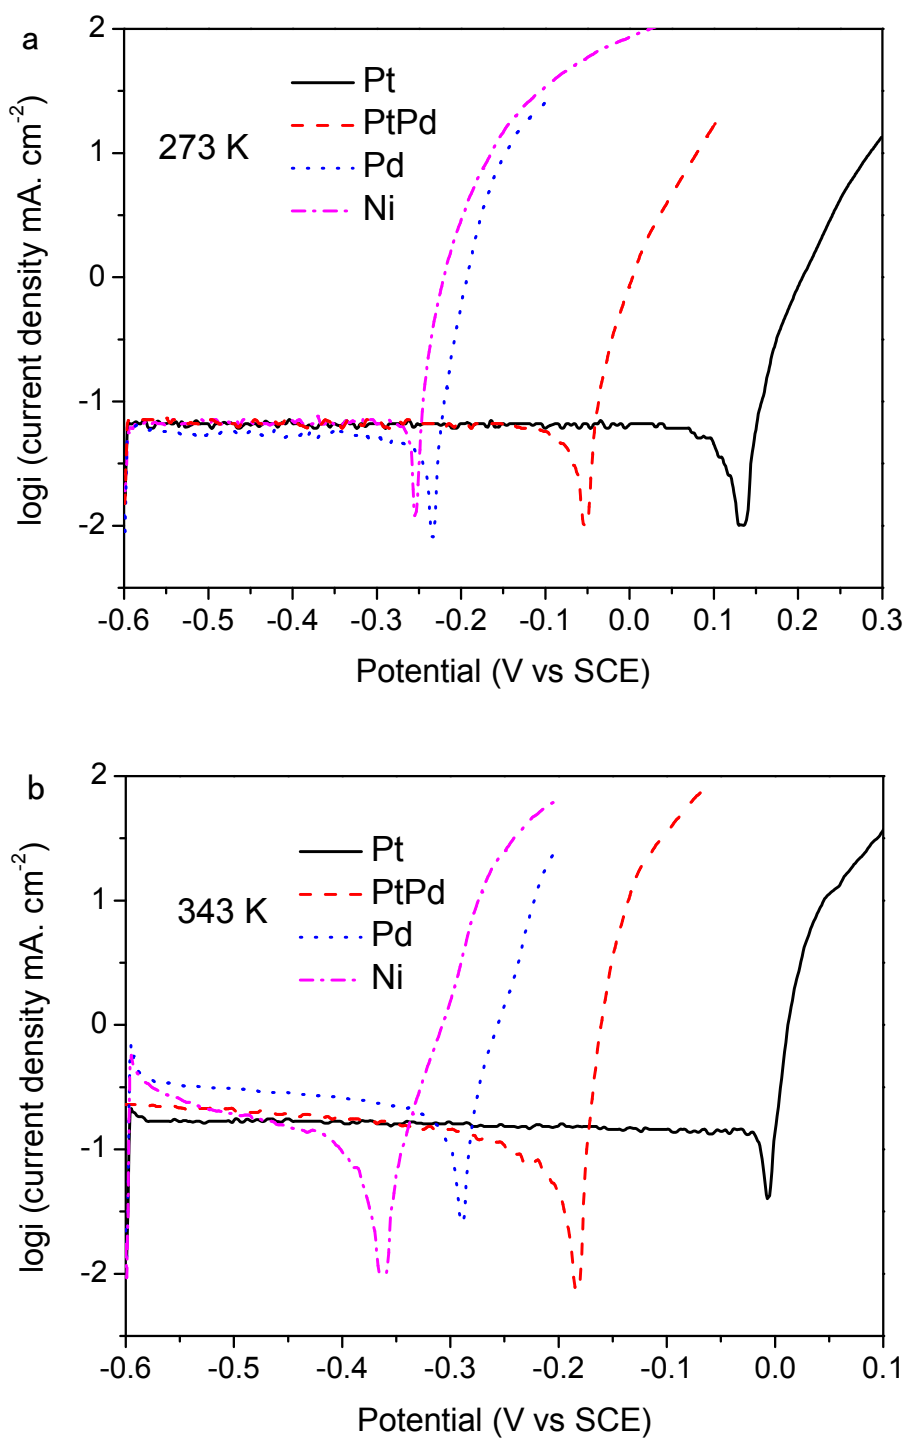 a
2
1
0
-1
-2
logi (current density mA. cm-2)
Pt
PtPd
Pd
Ni
273 K
-0.6 -0.5 -0.4 -0.3 -0.2 -0.1 0.0 0.1 0.2 0.3
Potential (V vs SCE)
b
2
1
0
-1
-2
logi (current density mA. cm-2)
Pt
PtPd
Pd
Ni
343 K
-0.6 -0.5 -0.4 -0.3 -0.2 -0.1 0.0 0.1
Potential (V vs SCE)